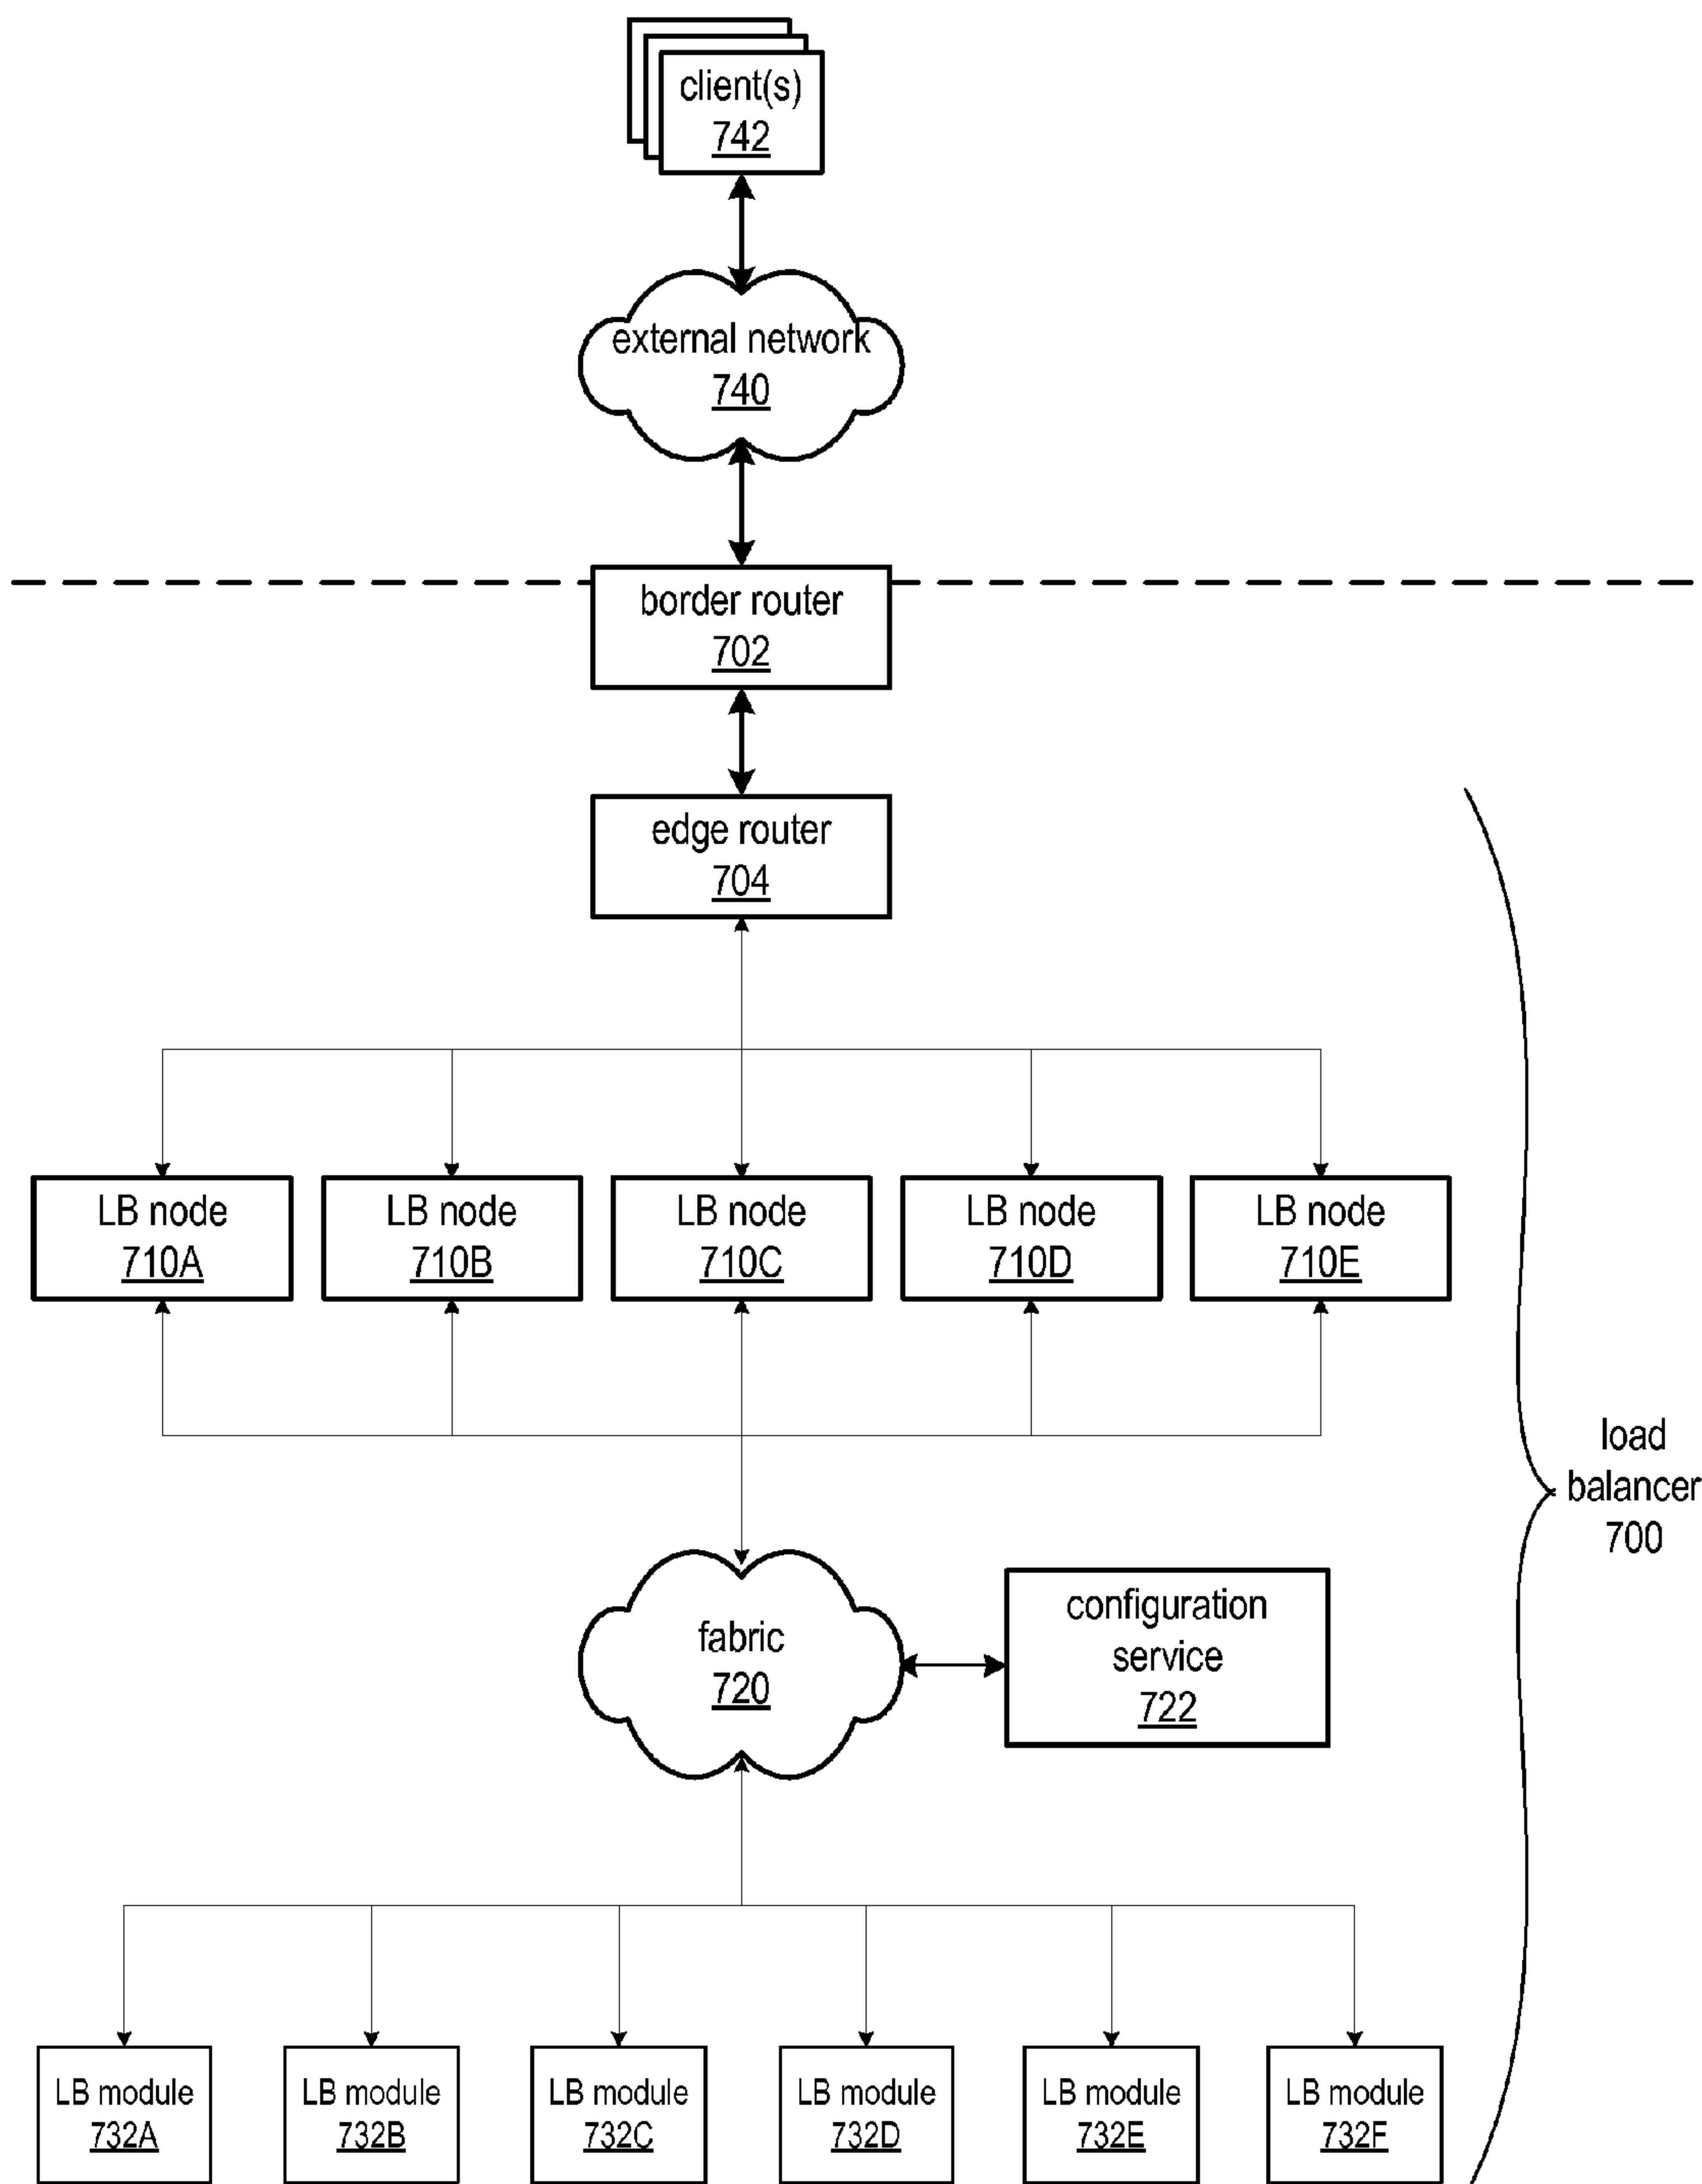 client(s)
742
external network
740
border router
702
edge router
704
LB node
710A
LB node
710B
LB node
710C
LB node
710D
LB node
710E
load
balancer
700
fabric
720
configuration
service
722
LB module
732A
LB module
732B
LB module
732C
LB module
732D
LB module
732E
LB module
732F